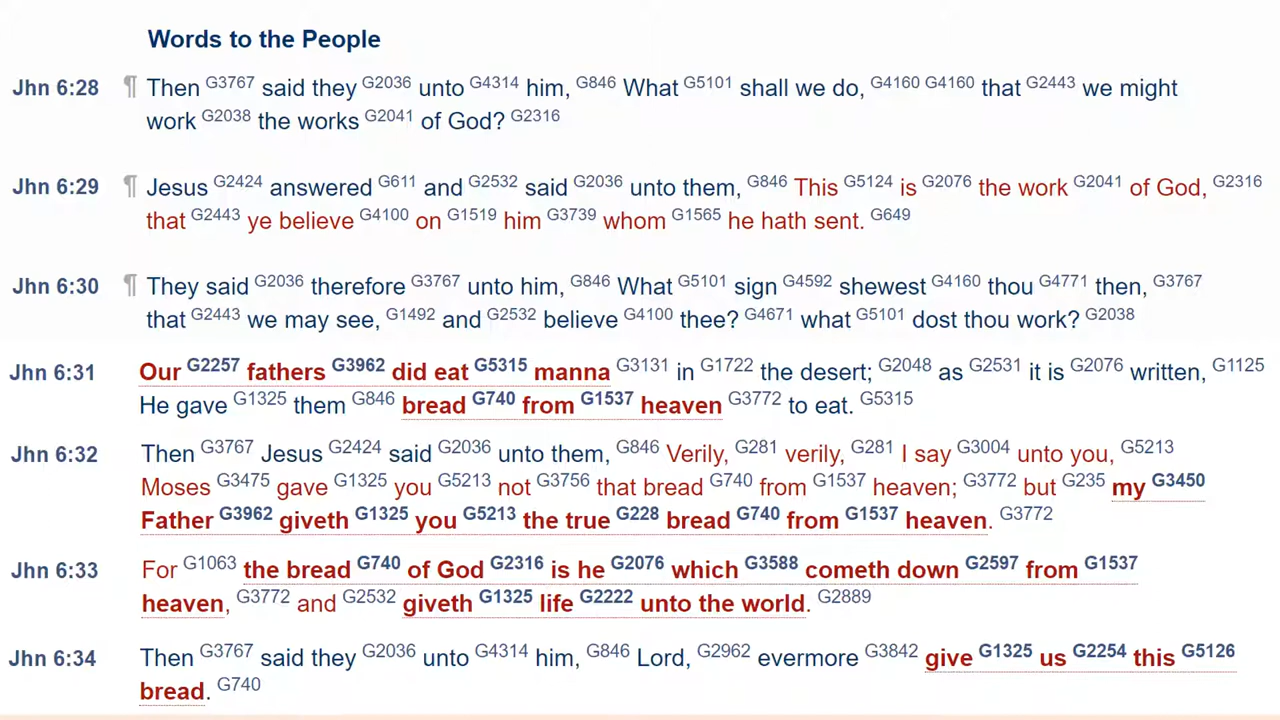 Words to the People
Jhn 6:28 ¶ Then G3767 said they G2036 unto G4314 him, G846 What G5101 shall we do, G4160 G4160 that G2443 we might
work G2038 the works G2041 of God? G2316
Jhn 6:29 ¶ Jesus G2424 answered G611 and G2532 said G2036 unto them, G846 This G5124 is G2076 the work G2041 of God, G2316
that G2443 ye believe G4100 on G1519 him G3739 whom G1565 he hath sent. G649
Jhn 6:30 ¶ They said G2036 therefore G3767 unto him, G846 What G5101 sign G4592 shewest G4160 thou G4771 then, G3767
that G2443 we may see, G1492 and G2532 believe G4100 thee? G4671 what G5101 dost thou work? G2038
Jhn 6:31 Our G2257 fathers G3962 did eat G5315 manna G3131 in G1722 the desert; G2048 as G2531 it is G2076 written, G1125
He gave G1325 them G846 bread G740 from G1537 heaven G3772 to eat. G5315
Jhn 6:32 Then G3767 Jesus G2424 said G2036 unto them, G846 Verily, G281 verily, G281 I say G3004 unto you, G5213
Moses G3475 gave G1325 you G5213 not G3756 that bread G740 from G1537 heaven; G3772 but G235 my G3450
Father G3962 giveth G1325 you G5213 the true G228 bread G740 from G1537 heaven. G3772
Jhn 6:33 For G1063 the bread G740 of God G2316 is he G2076 which G3588 cometh down G2597 from G1537
heaven, G3772 and G2532 giveth G1325 life G2222 unto the world. G2889
Jhn 6:34 Then G3767 said they G2036 unto G4314 him, G846 Lord, G2962 evermore G3842 give G1325 us G2254 this G5126
bread. G740